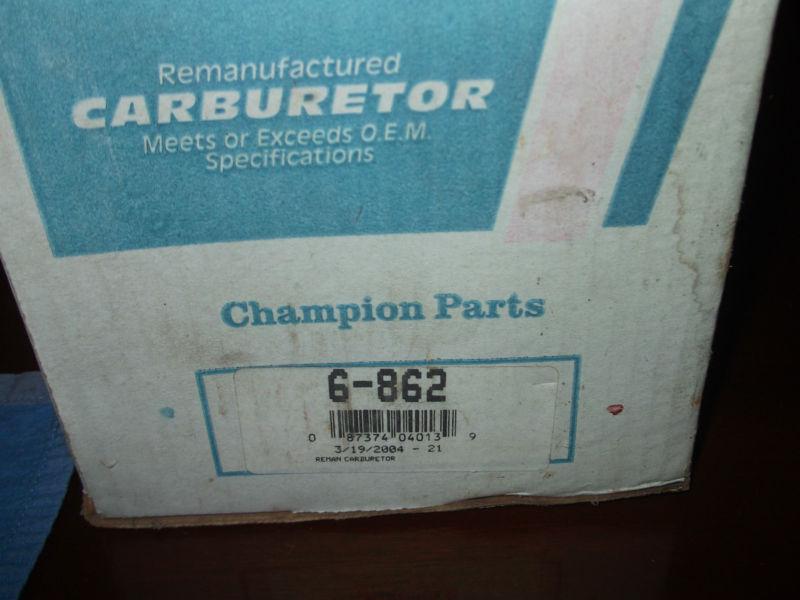 Remanufactured
CARBURETOR
Meets or Exceeds O.E.M.
Specifications
Champion Parts
6-862
0 87374 04013 9
3/19/2004 - 21
REMAN CARBURETOR